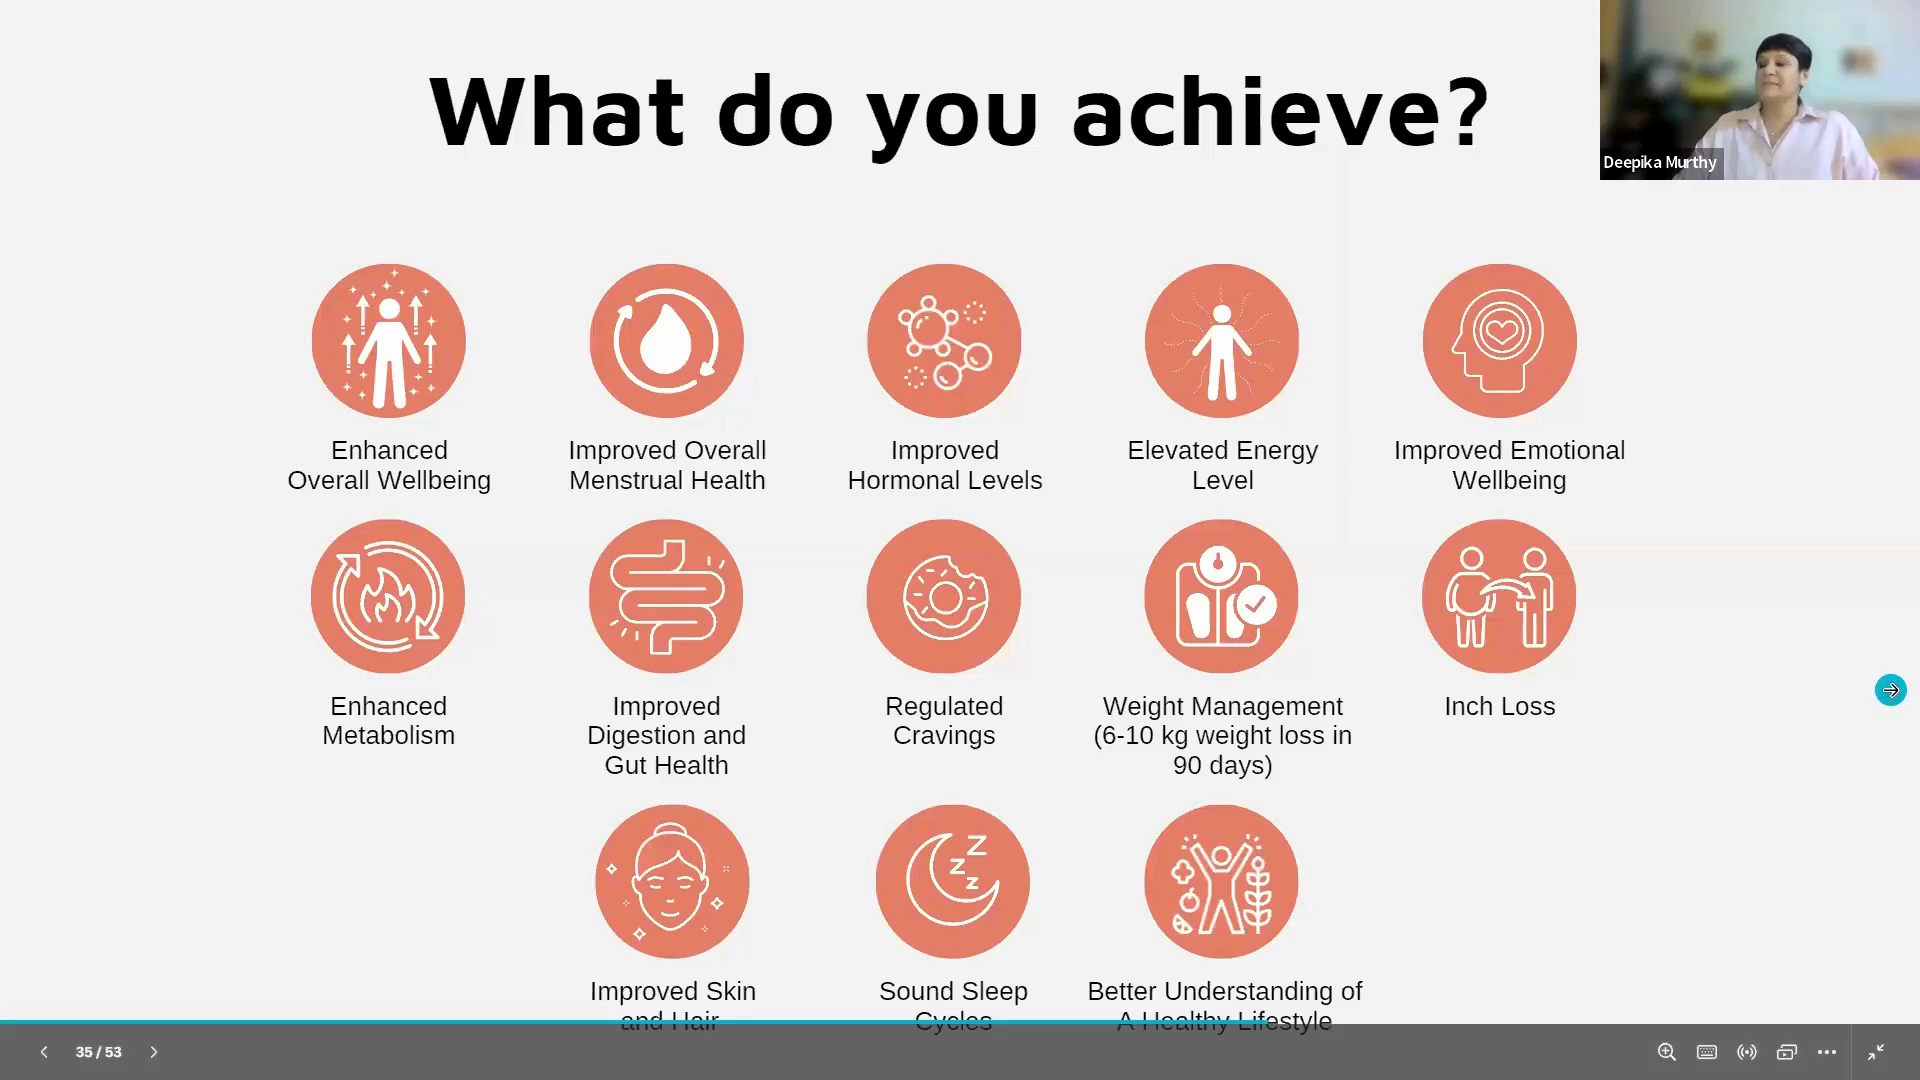 What do you achieve?
Deepika Murthy
Enhanced
Overall Wellbeing
Improved Overall
Menstrual Health
Improved
Hormonal Levels
Elevated Energy
Level
Improved Emotional
Wellbeing
Enhanced
Metabolism
Improved
Digestion and
Gut Health
Regulated
Cravings
Weight Management
(6-10 kg weight loss in
90 days)
Inch Loss
Improved Skin
and Hair
Sound Sleep
Cycles
Better Understanding of
A Healthy Lifestyle
35 / 53